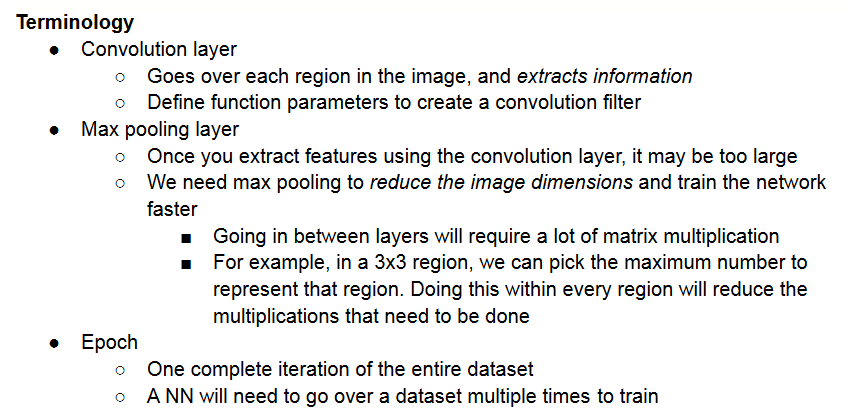 Terminology
● Convolution layer
○ Goes over each region in the image, and extracts information
○ Define function parameters to create a convolution filter
● Max pooling layer
○ Once you extract features using the convolution layer, it may be too large
○ We need max pooling to reduce the image dimensions and train the network
faster
■ Going in between layers will require a lot of matrix multiplication
■ For example, in a 3x3 region, we can pick the maximum number to
represent that region. Doing this within every region will reduce the
multiplications that need to be done
● Epoch
○ One complete iteration of the entire dataset
○ A NN will need to go over a dataset multiple times to train